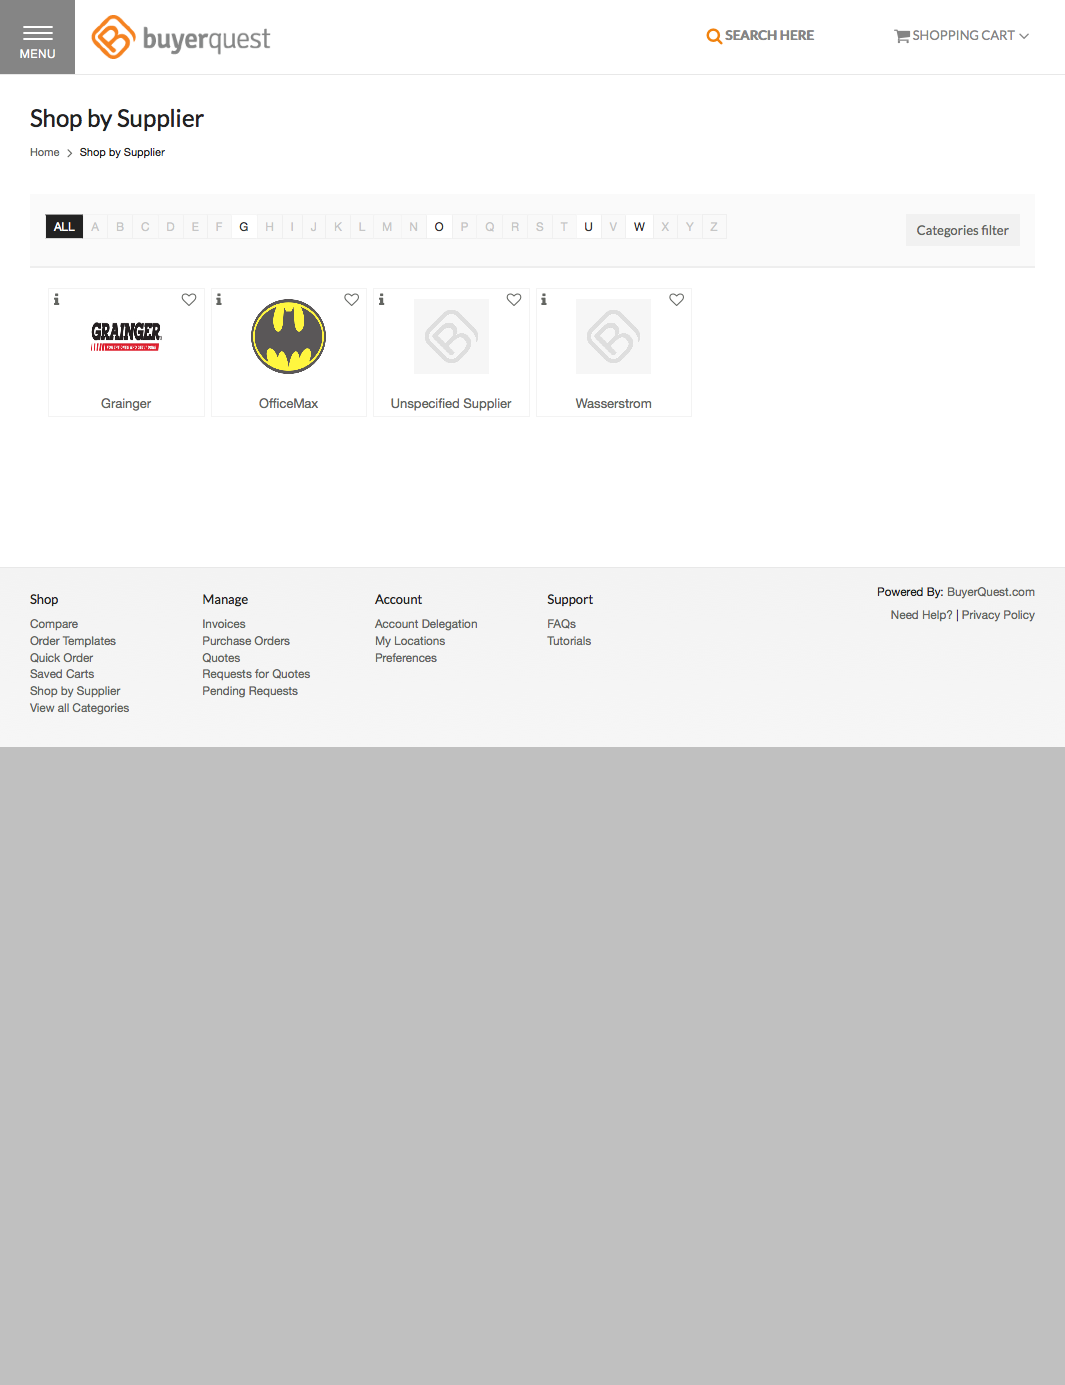 MENU
buyerquest
SEARCH HERE
SHOPPING CART
Shop by Supplier
Home > Shop by Supplier
ALL A B C D E F G H I J K L M N O P Q R S T U V W X Y Z
Categories filter
GRAINGER
Grainger
OfficeMax
Unspecified Supplier
Wasserstrom
Shop
Compare
Order Templates
Quick Order
Saved Carts
Shop by Supplier
View all Categories
Manage
Invoices
Purchase Orders
Quotes
Requests for Quotes
Pending Requests
Account
Account Delegation
My Locations
Preferences
Support
FAQs
Tutorials
Powered By: BuyerQuest.com
Need Help? | Privacy Policy